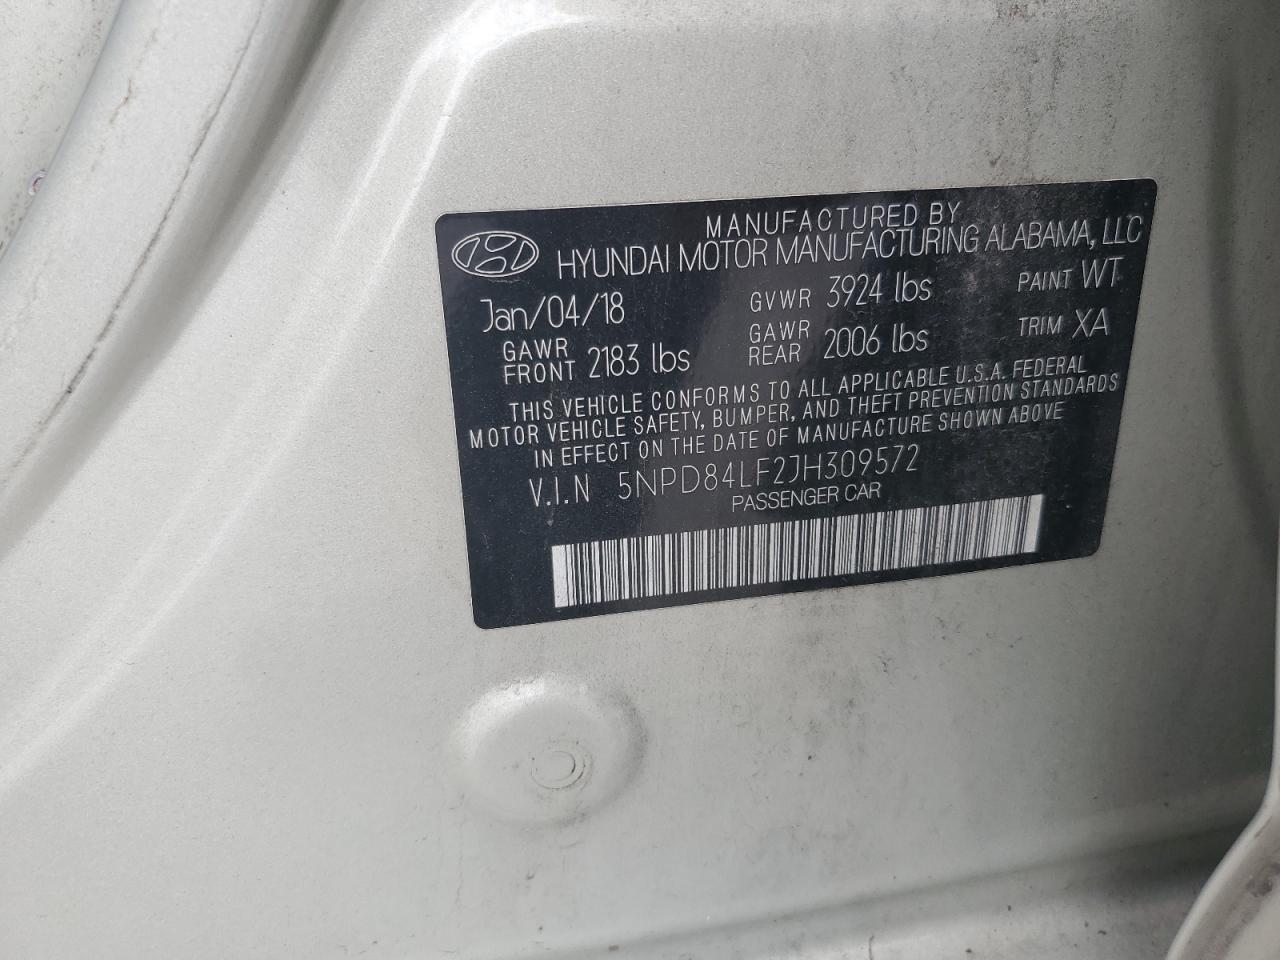 MANUFACTURED BY
HYUNDAI MOTOR MANUFACTURING ALABAMA, LLC
Jan/04/18 GVWR 3924 lbs PAINT WT
GAWR FRONT 2183 lbs GAWR REAR 2006 lbs TRIM XA
THIS VEHICLE CONFORMS TO ALL APPLICABLE U.S.A. FEDERAL
MOTOR VEHICLE SAFETY, BUMPER, AND THEFT PREVENTION STANDARDS
IN EFFECT ON THE DATE OF MANUFACTURE SHOWN ABOVE
V.I.N 5NPD84LF2JH309572
PASSENGER CAR